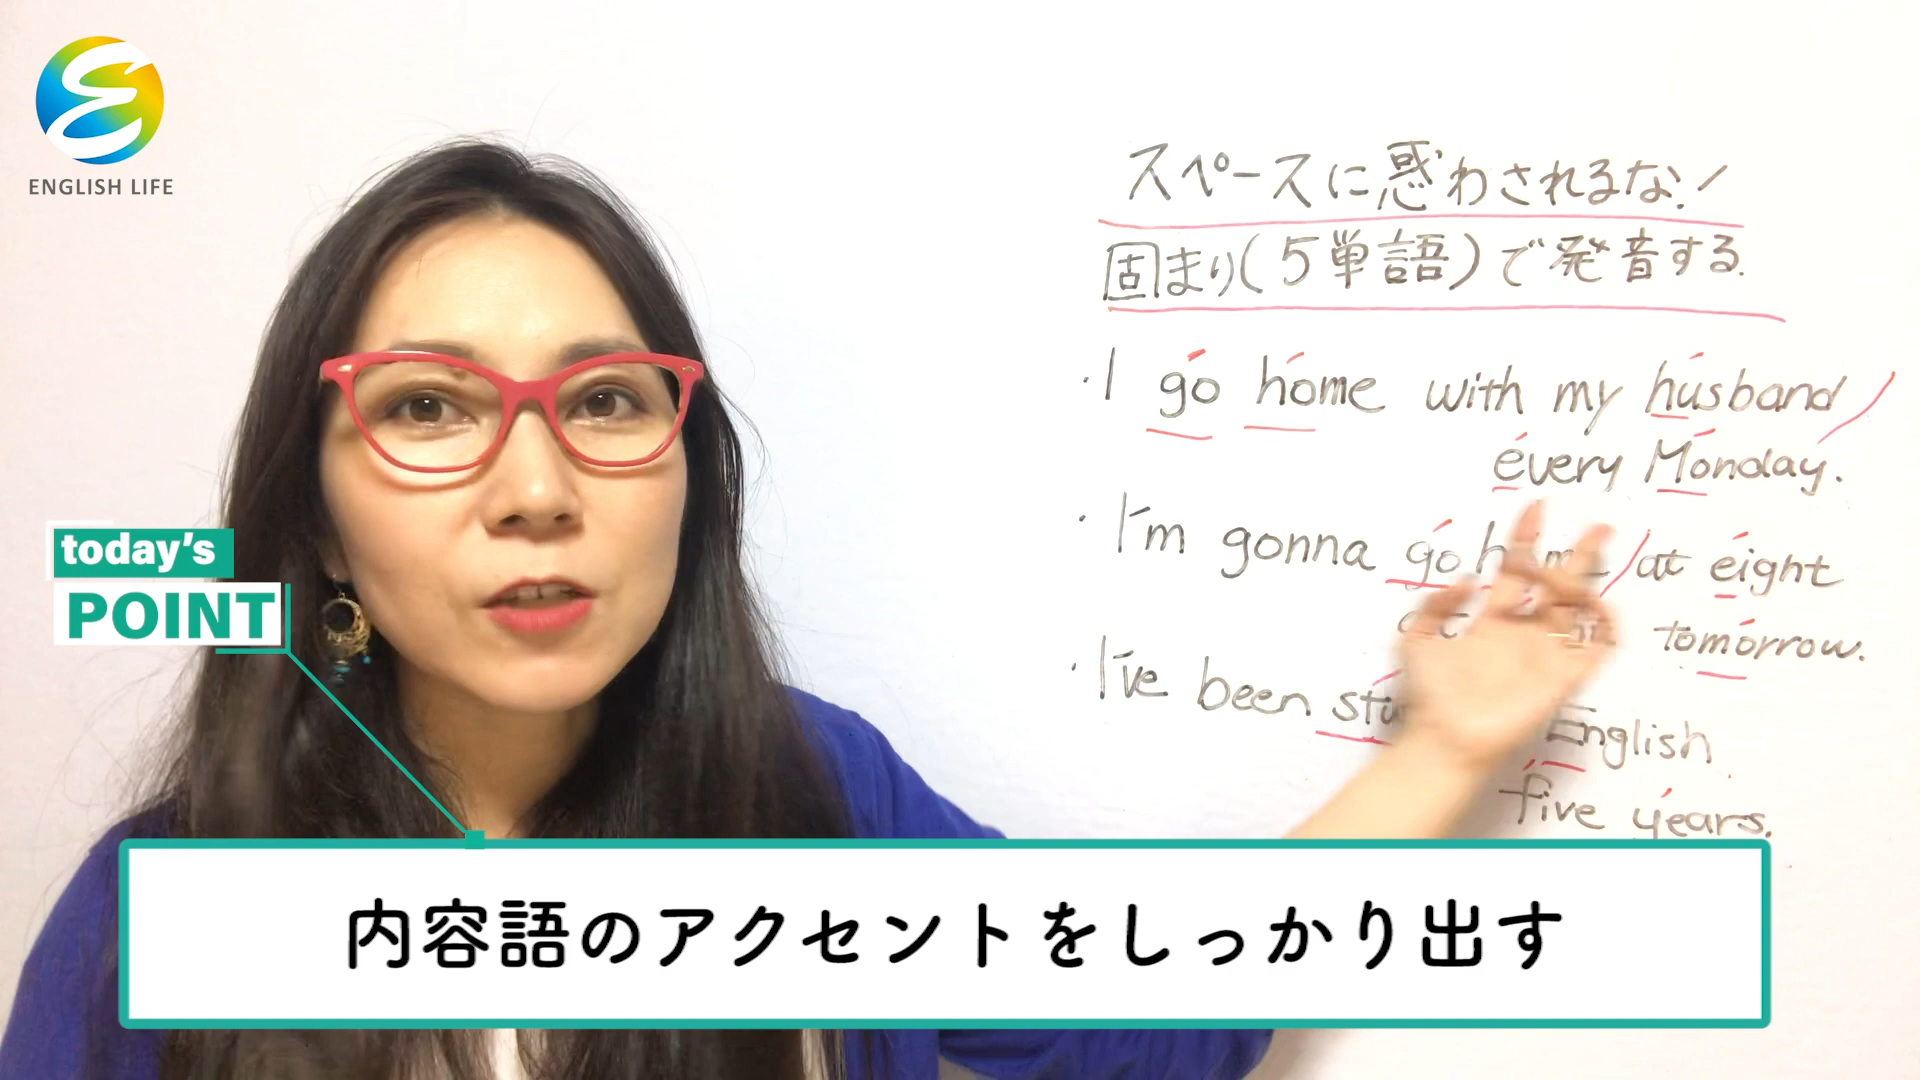 ENGLISH LIFE
スペースに惑わされるな!
固まり(5単語)で発音する.
・I go home with my husband/
every Monday.
・I'm gonna go home/at eight
at tomorrow.
・I've been English
five years.
today's
POINT
内容語のアクセントをしっかり出す